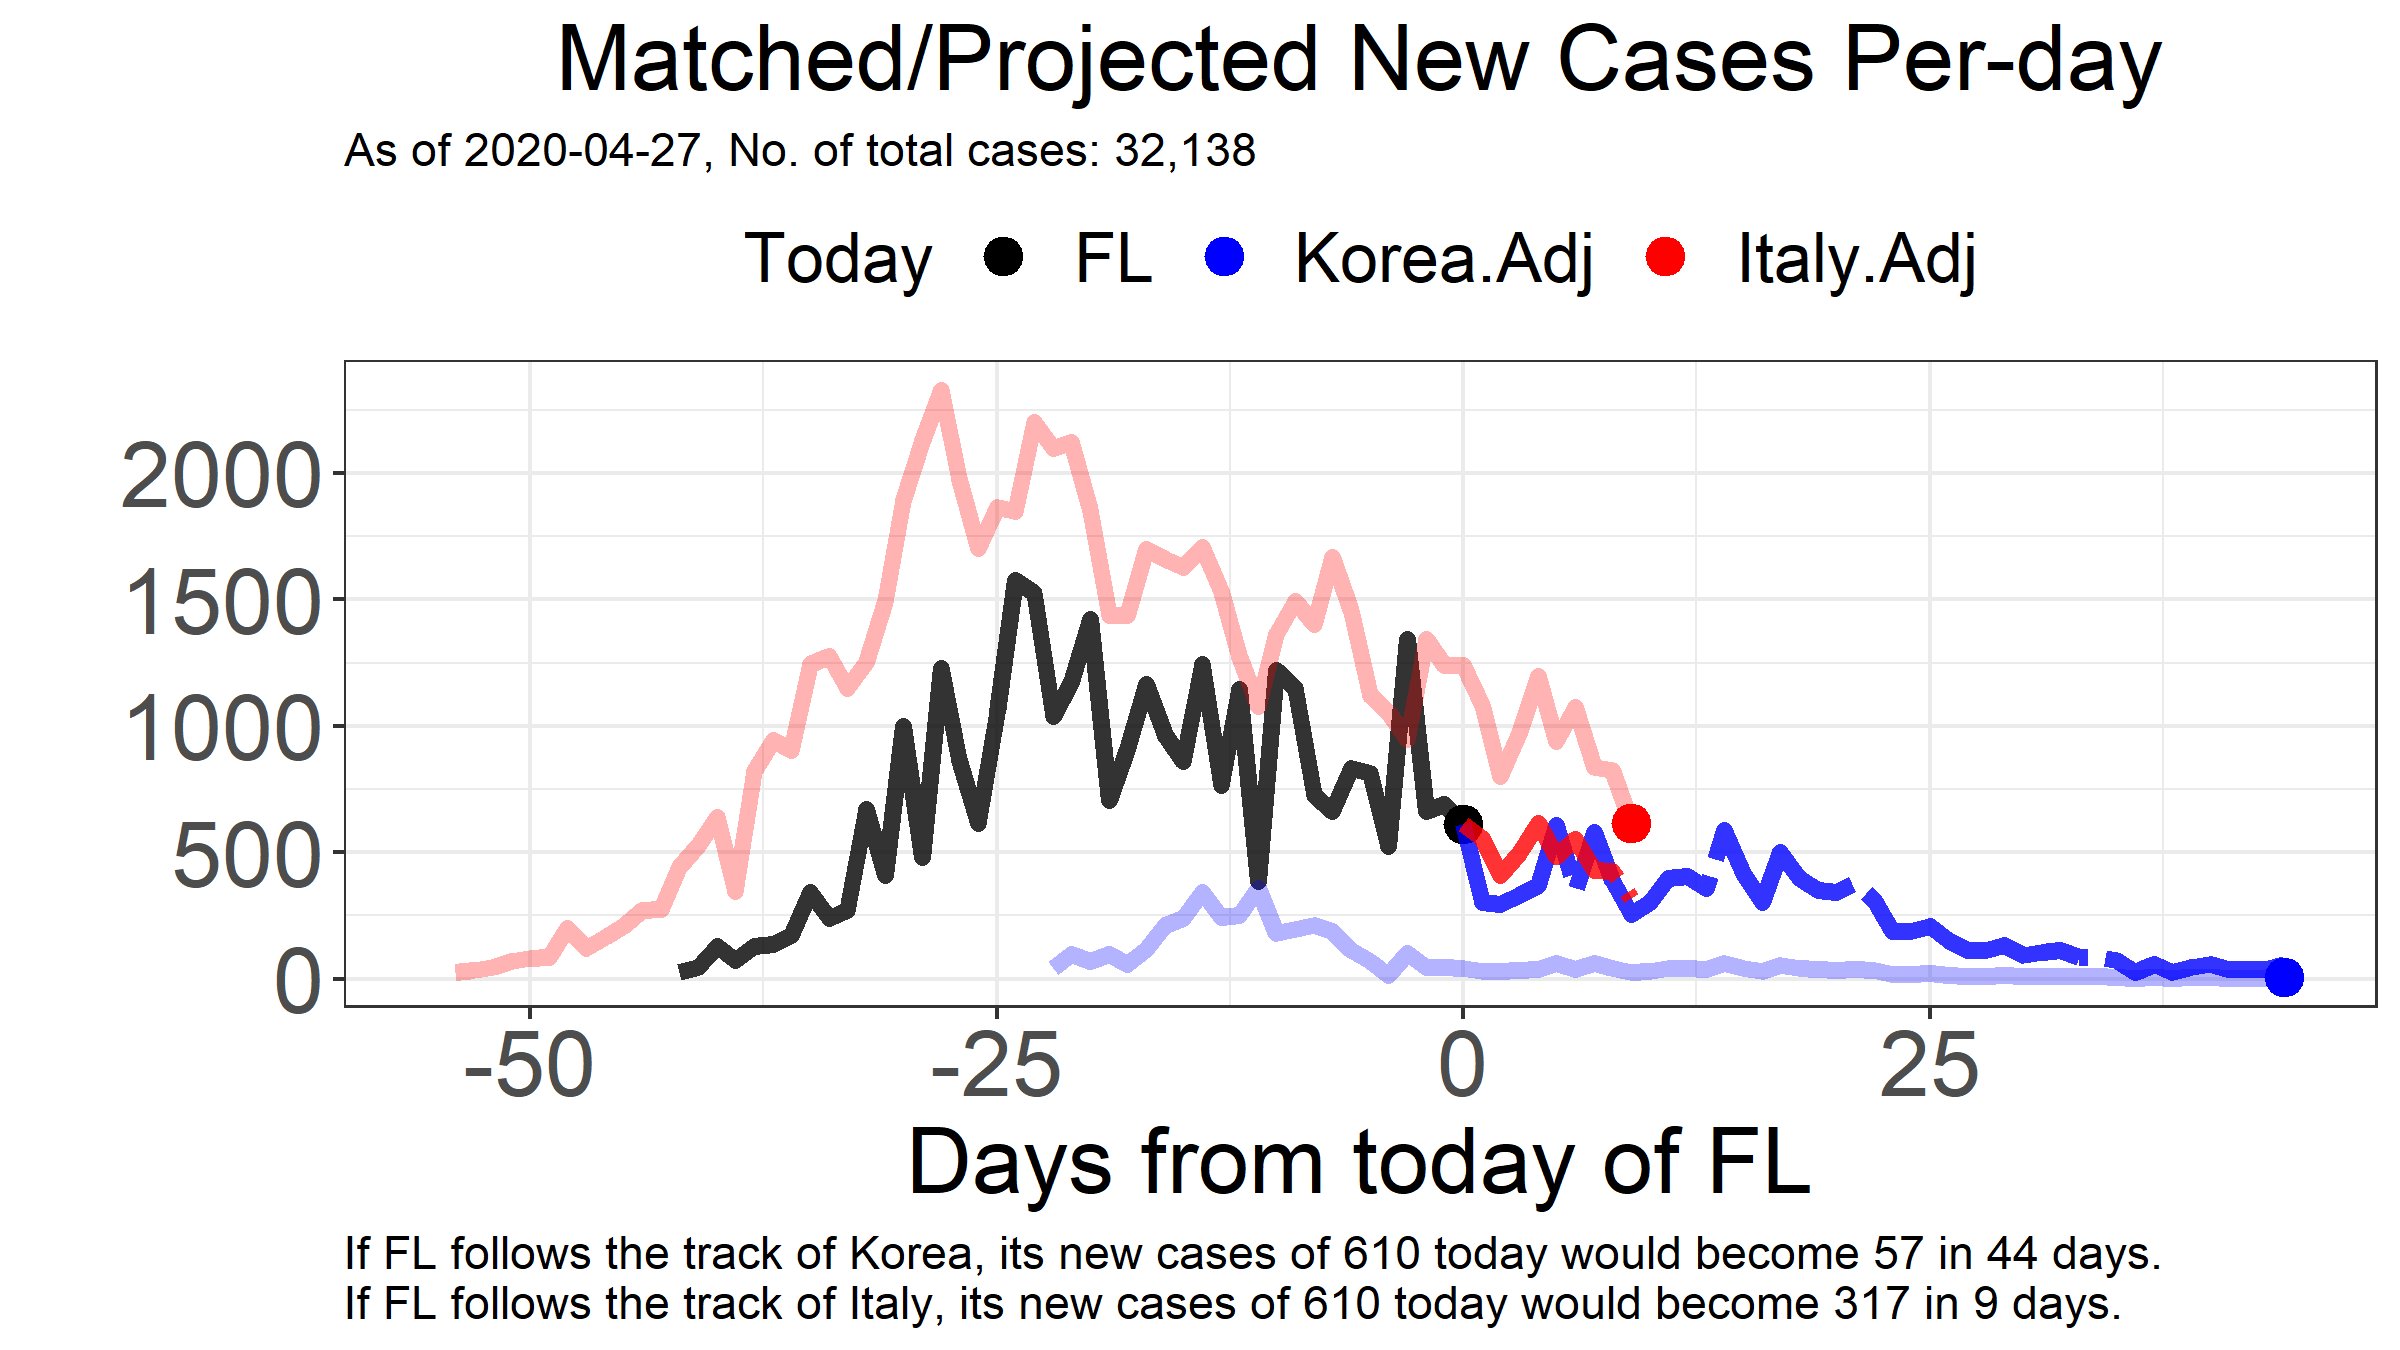 Matched/Projected New Cases Per-day
As of 2020-04-27, No. of total cases: 32,138
Today FL Korea.Adj Italy.Adj
2000
1500
1000
500
0
-50 -25 0 25
Days from today of FL
If FL follows the track of Korea, its new cases of 610 today would become 57 in 44 days.
If FL follows the track of Italy, its new cases of 610 today would become 317 in 9 days.